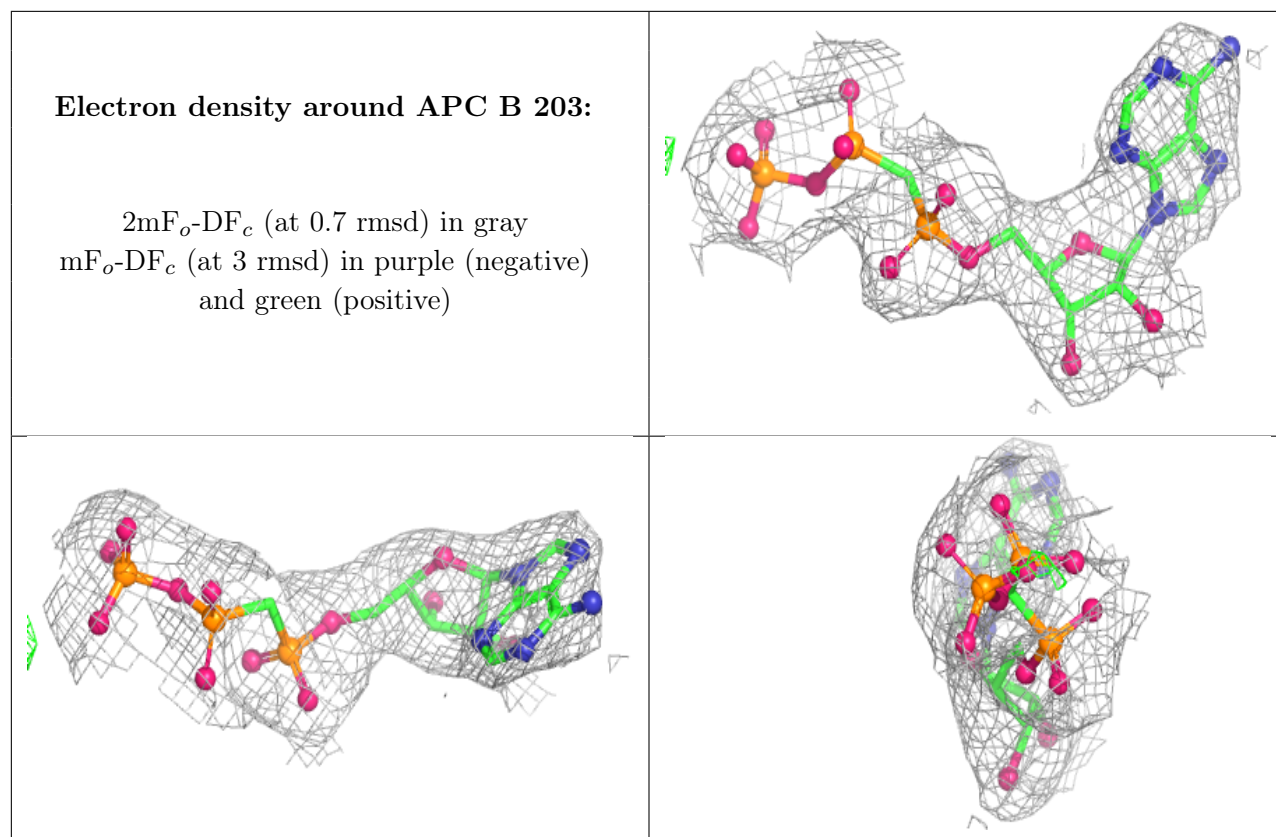 Electron density around APC B 203:
2mFo-DFc (at 0.7 rmsd) in gray
mFo-DFc (at 3 rmsd) in purple (negative)
and green (positive)